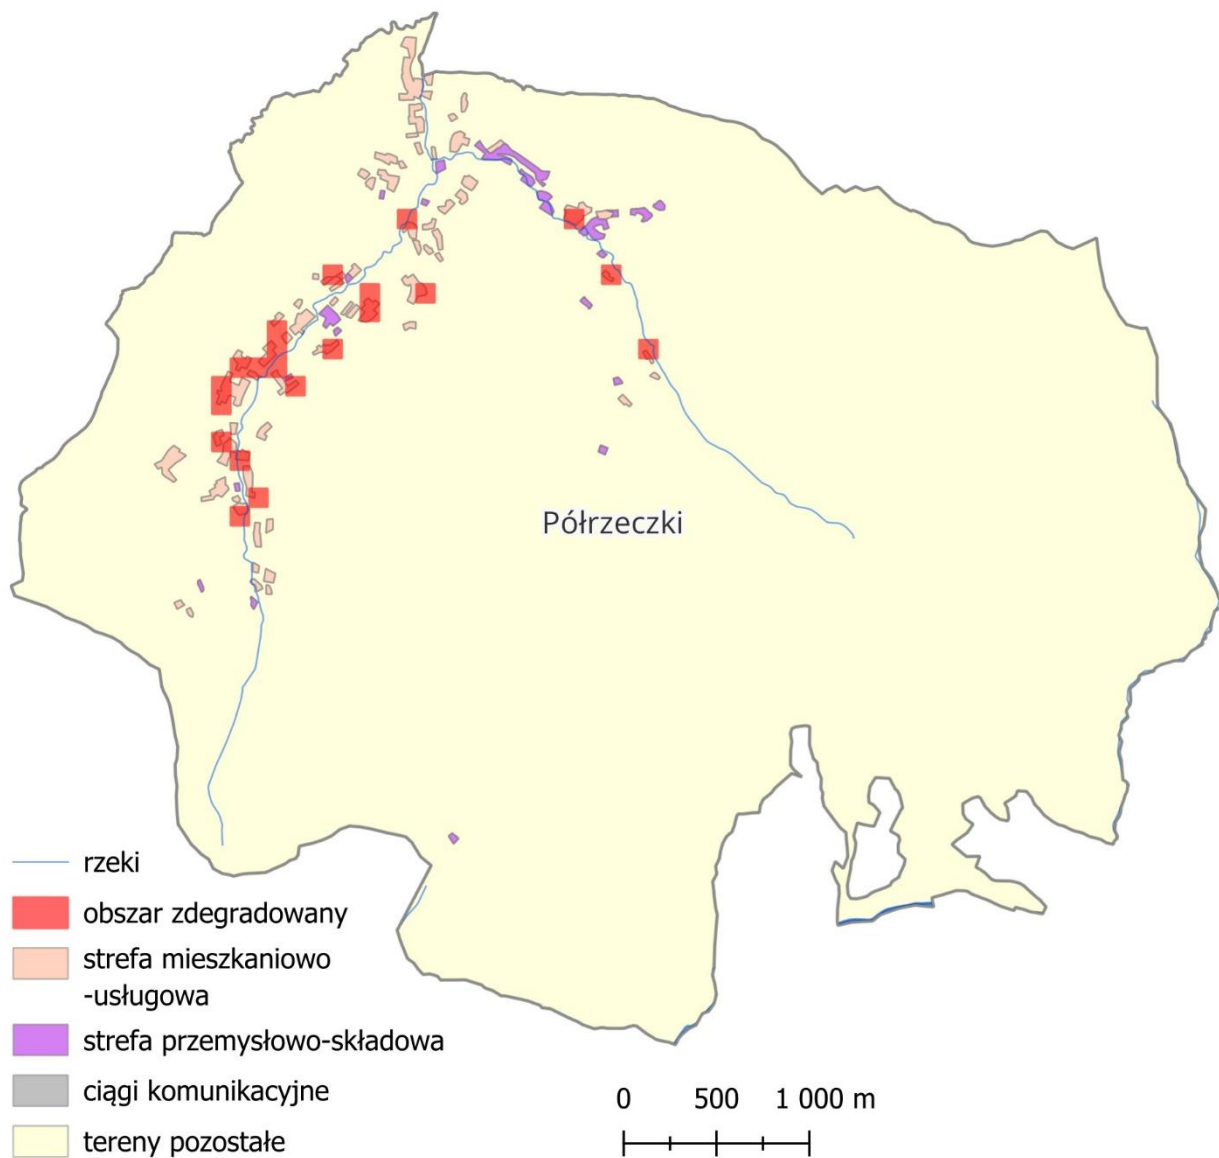 Półrzeczki
rzeki
obszar zdegradowany
strefa mieszkaniowo
-usługowa
strefa przemysłowo-składowa
ciągi komunikacyjne
tereny pozostałe
0 500 1 000 m